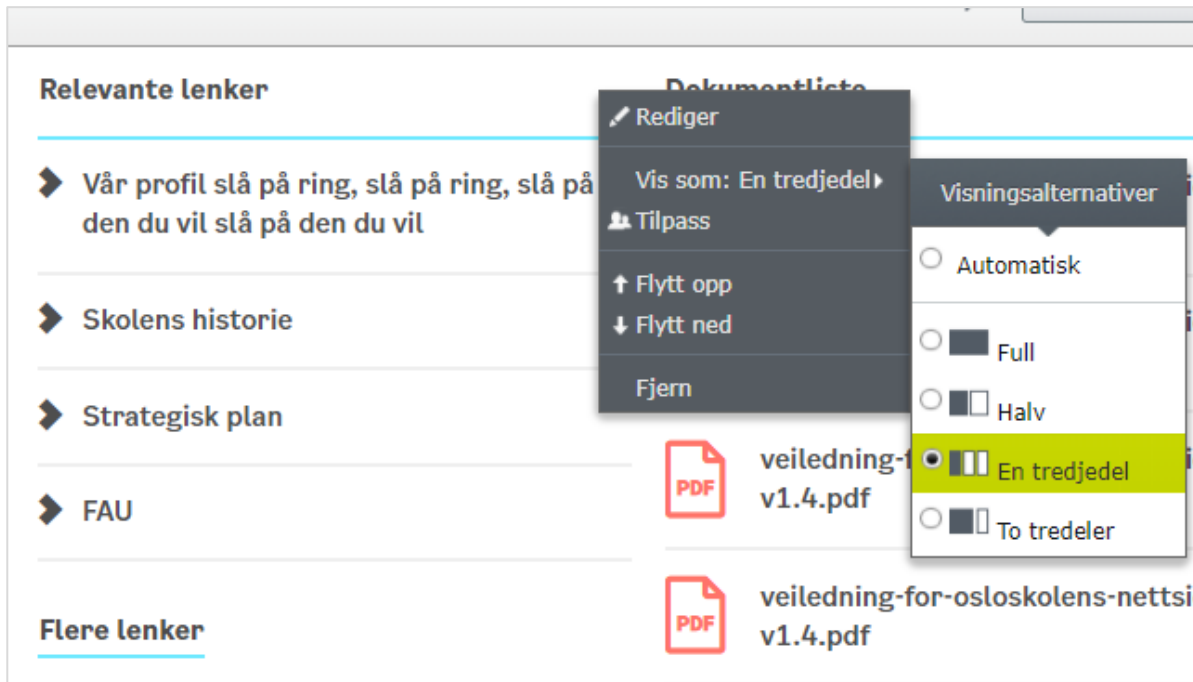 Relevante lenker
Vår profil slå på ring, slå på ring, slå på
den du vil slå på den du vil
Skolens historie
Strategisk plan
FAU
Flere lenker
Dokumentliste
Rediger
Vis som: En tredjedel
Tilpass
Flytt opp
Flytt ned
Fjern
Visningsalternativer
Automatisk
Full
Halv
En tredjedel
To tredeler
PDF
veiledning-
v1.4.pdf
PDF
veiledning-for-osloskolens-nettsi
v1.4.pdf